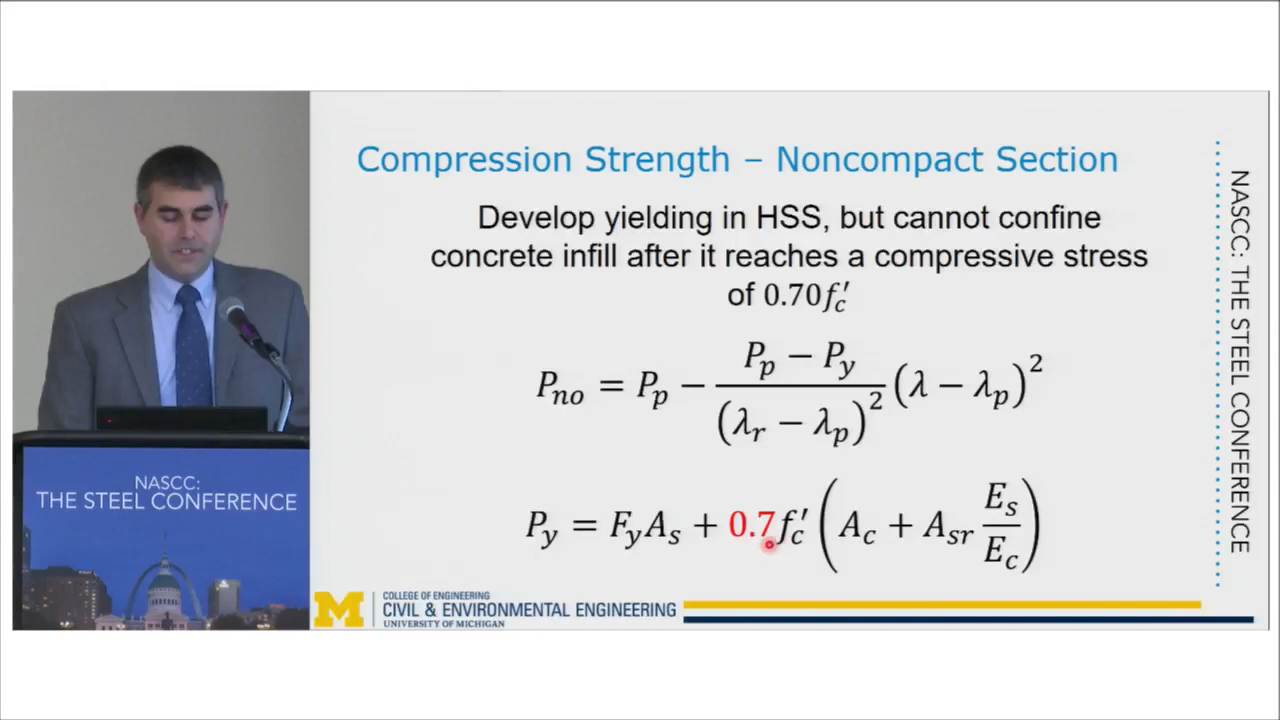 Compression Strength – Noncompact Section
Develop yielding in HSS, but cannot confine
concrete infill after it reaches a compressive stress
of 0.70f′c
Pno = Pp − (Pp − Py)/(λr − λp)² (λ − λp)²
Py = FyAs + 0.7f′c (Ac + Asr Es/Ec)
NASCC: THE STEEL CONFERENCE
NASCC:
THE STEEL CONFERENCE
M
COLLEGE OF ENGINEERING
CIVIL & ENVIRONMENTAL ENGINEERING
UNIVERSITY OF MICHIGAN